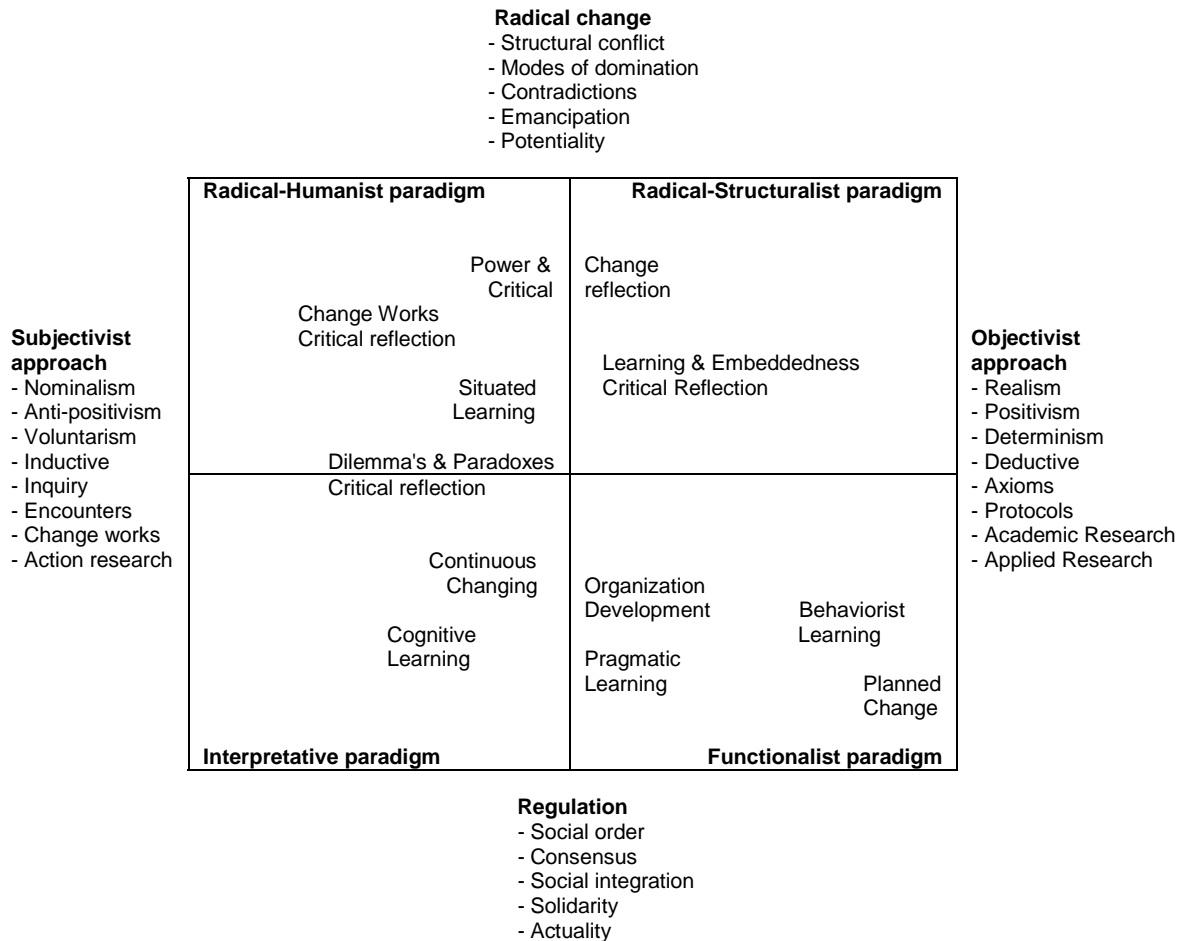 Radical change
- Structural conflict
- Modes of domination
- Contradictions
- Emancipation
- Potentiality
Radical-Humanist paradigm
Radical-Structuralist paradigm
Power & Change
Critical reflection
Change Works
Critical reflection
Situated
Learning
Learning & Embeddedness
Critical Reflection
Dilemma's & Paradoxes
Critical reflection
Subjectivist
approach
- Nominalism
- Anti-positivism
- Voluntarism
- Inductive
- Inquiry
- Encounters
- Change works
- Action research
Objectivist
approach
- Realism
- Positivism
- Determinism
- Deductive
- Axioms
- Protocols
- Academic Research
- Applied Research
Continuous
Changing
Cognitive
Learning
Organization
Development
Behaviorist
Learning
Pragmatic
Learning
Planned
Change
Interpretative paradigm
Functionalist paradigm
Regulation
- Social order
- Consensus
- Social integration
- Solidarity
- Actuality